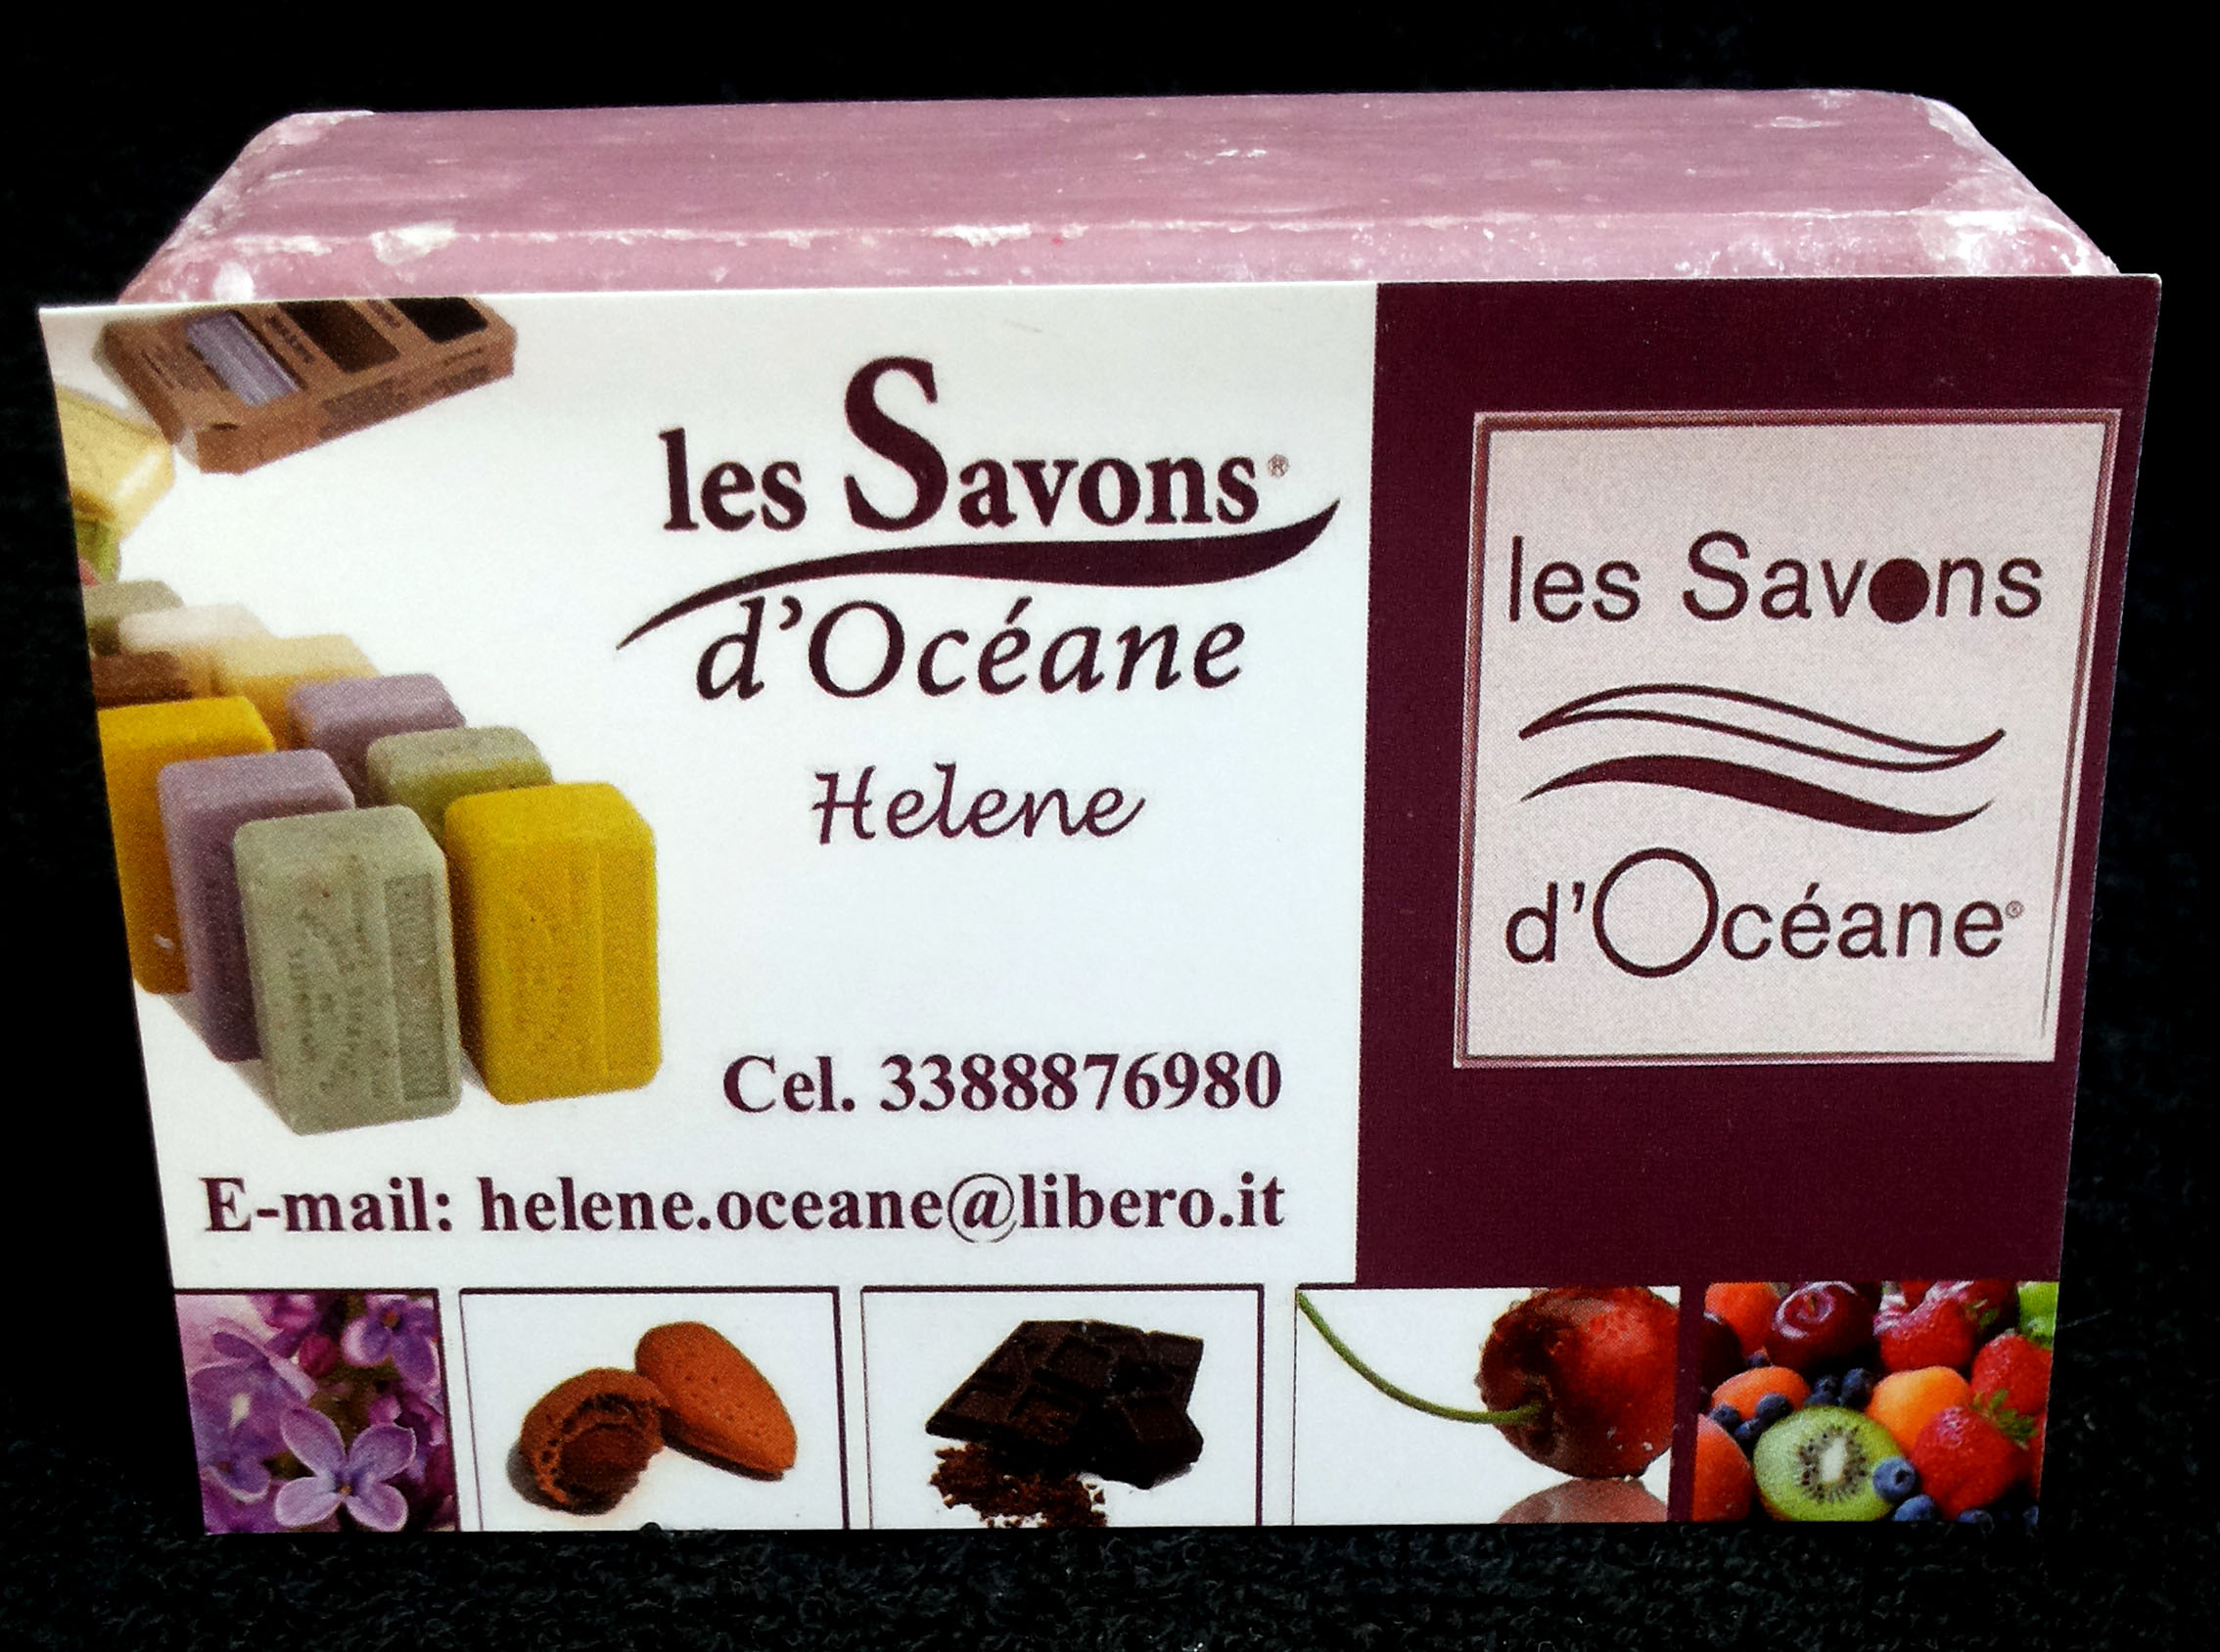 les Savons®
d'Océane
Helene
Cel. 3388876980
E-mail: helene.oceane@libero.it
les Savons
d'Océane®